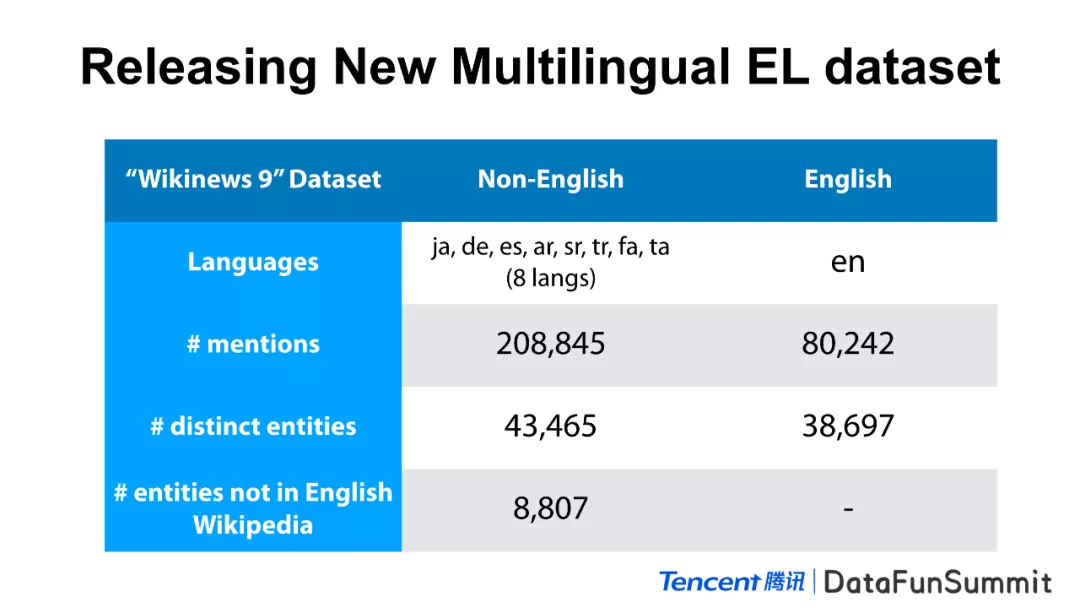 Releasing New Multilingual EL dataset
“Wikinews 9” Dataset Non-English English
Languages ja, de, es, ar, sr, tr, fa, ta
(8 langs) en
# mentions 208,845 80,242
# distinct entities 43,465 38,697
# entities not in English
Wikipedia 8,807 -
Tencent 腾讯 | DataFunSummit